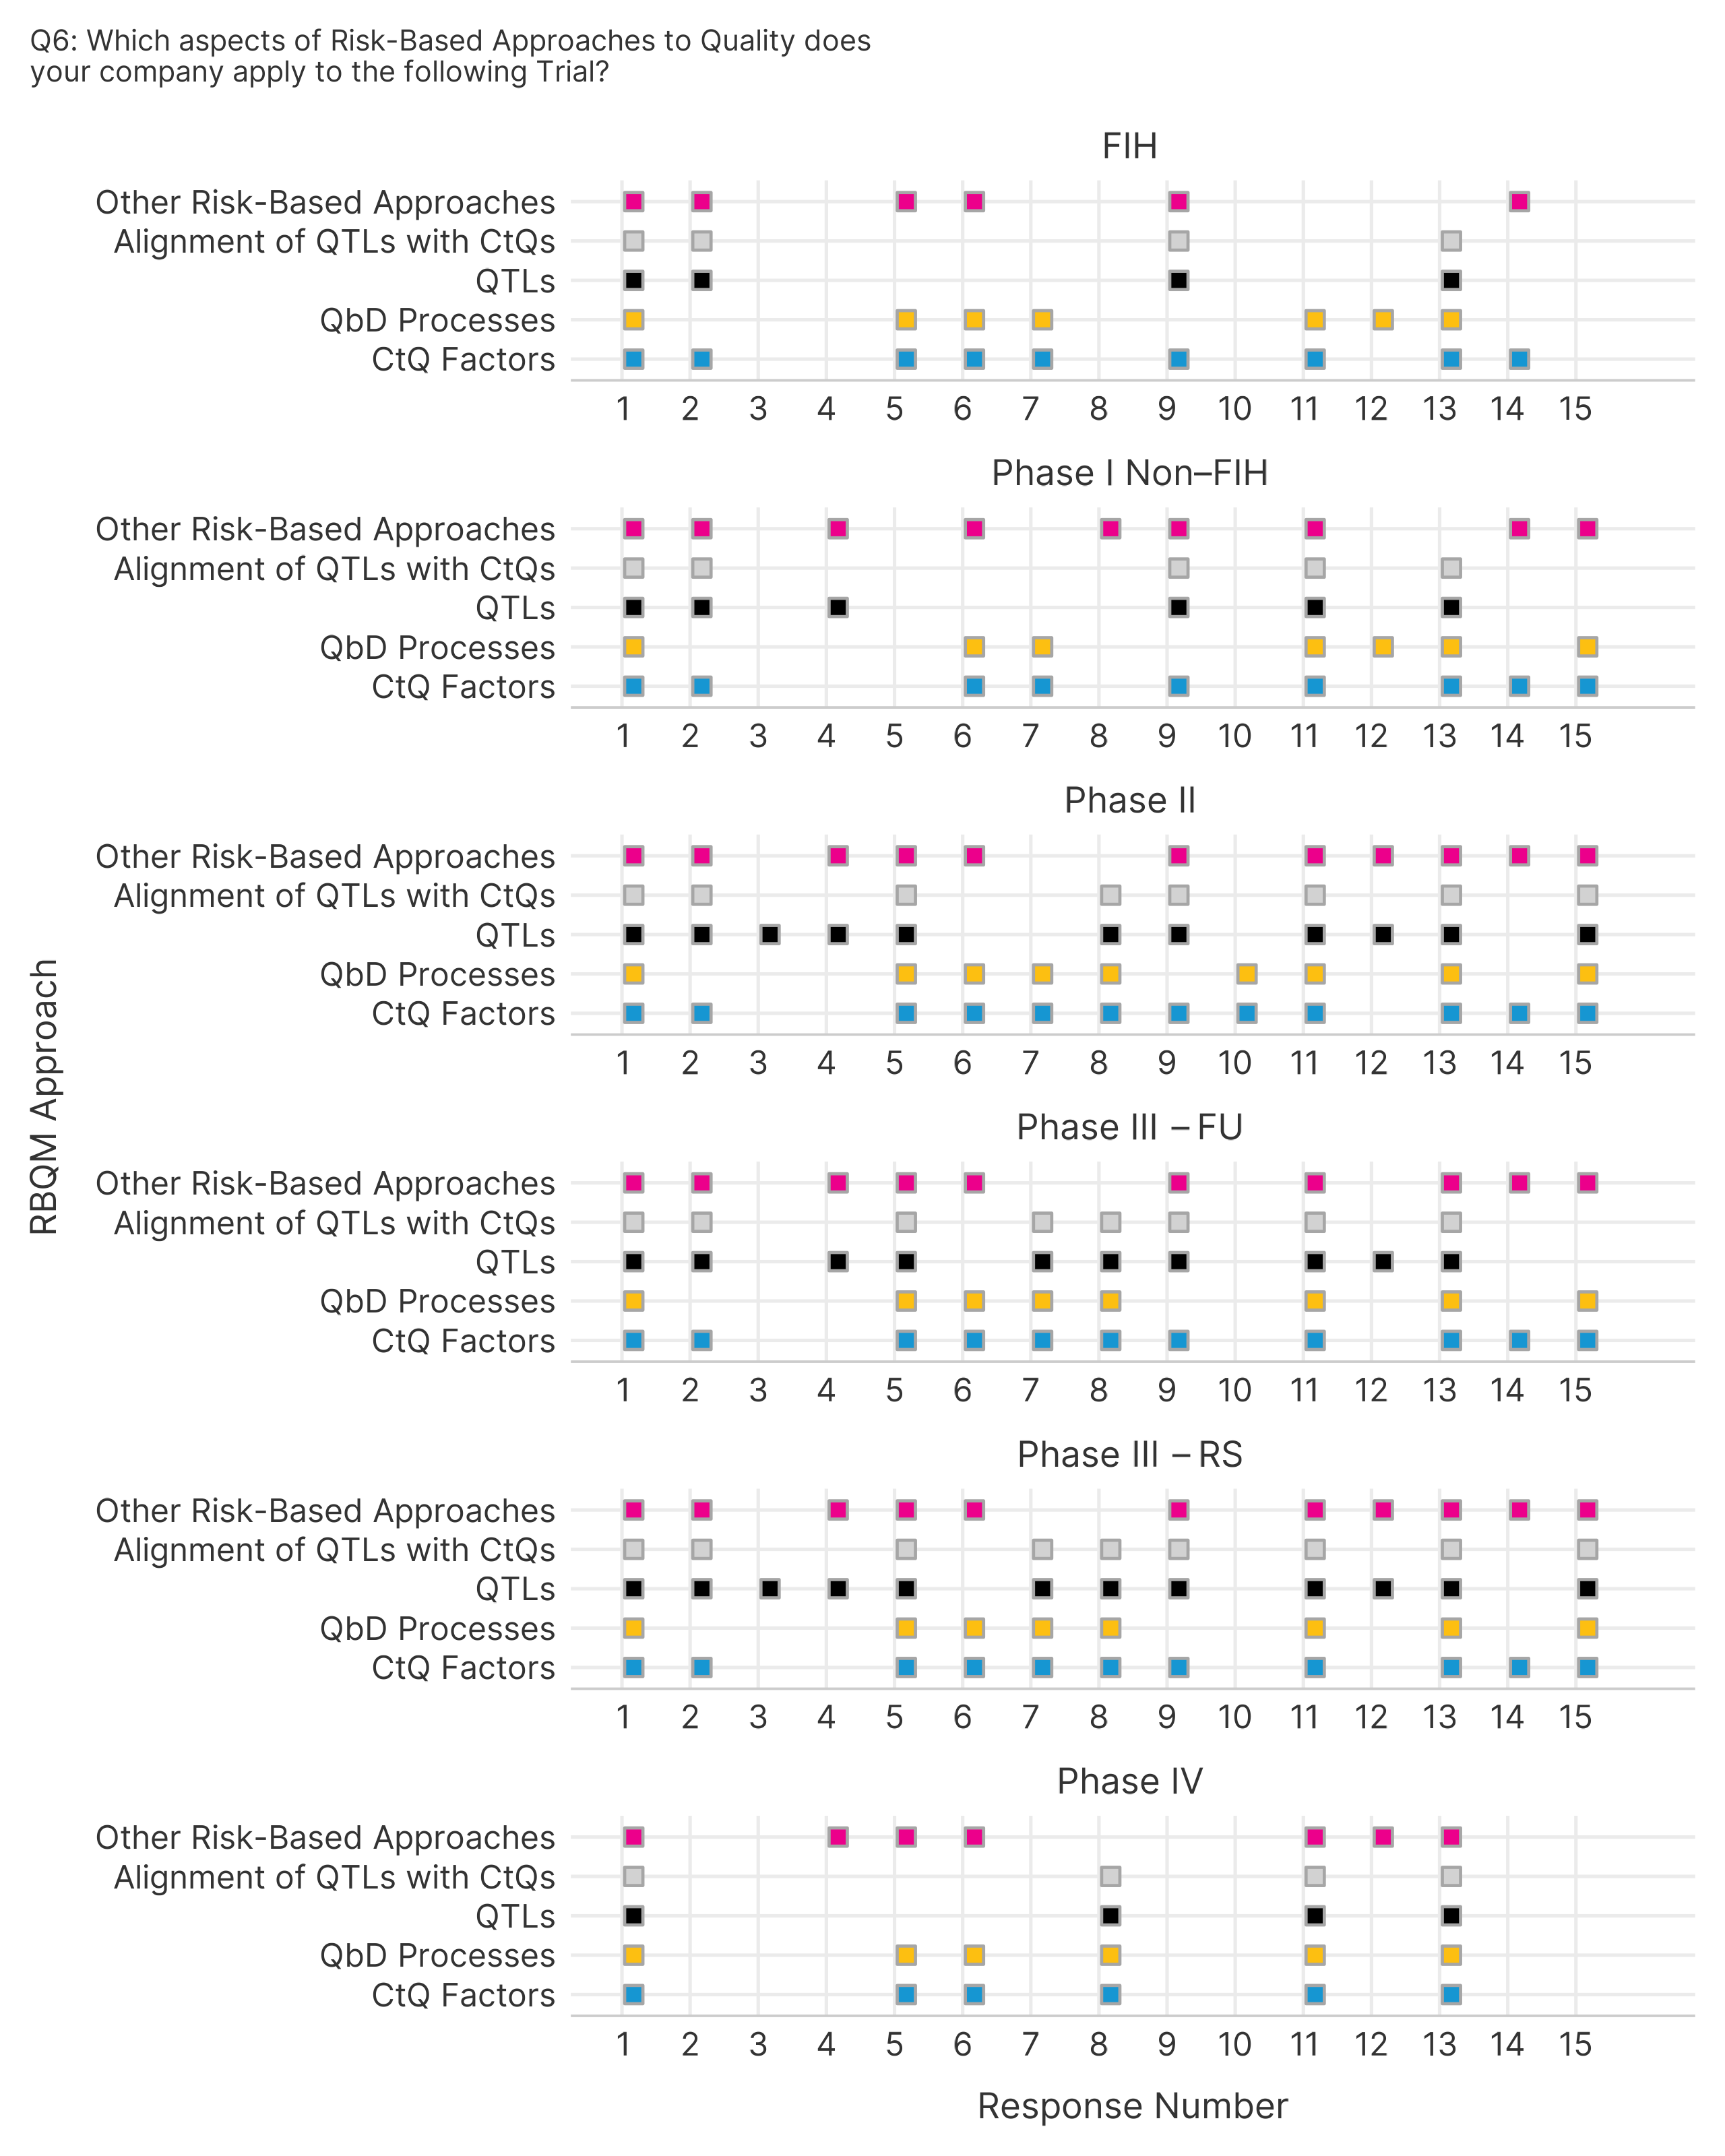 Q6: Which aspects of Risk-Based Approaches to Quality does
your company apply to the following Trial?
RBQM Approach
FIH
Other Risk-Based Approaches
Alignment of QTLs with CtQs
QTLs
QbD Processes
CtQ Factors
1 2 3 4 5 6 7 8 9 10 11 12 13 14 15
Phase I Non–FIH
Other Risk-Based Approaches
Alignment of QTLs with CtQs
QTLs
QbD Processes
CtQ Factors
1 2 3 4 5 6 7 8 9 10 11 12 13 14 15
Phase II
Other Risk-Based Approaches
Alignment of QTLs with CtQs
QTLs
QbD Processes
CtQ Factors
1 2 3 4 5 6 7 8 9 10 11 12 13 14 15
Phase III – FU
Other Risk-Based Approaches
Alignment of QTLs with CtQs
QTLs
QbD Processes
CtQ Factors
1 2 3 4 5 6 7 8 9 10 11 12 13 14 15
Phase III – RS
Other Risk-Based Approaches
Alignment of QTLs with CtQs
QTLs
QbD Processes
CtQ Factors
1 2 3 4 5 6 7 8 9 10 11 12 13 14 15
Phase IV
Other Risk-Based Approaches
Alignment of QTLs with CtQs
QTLs
QbD Processes
CtQ Factors
1 2 3 4 5 6 7 8 9 10 11 12 13 14 15
Response Number